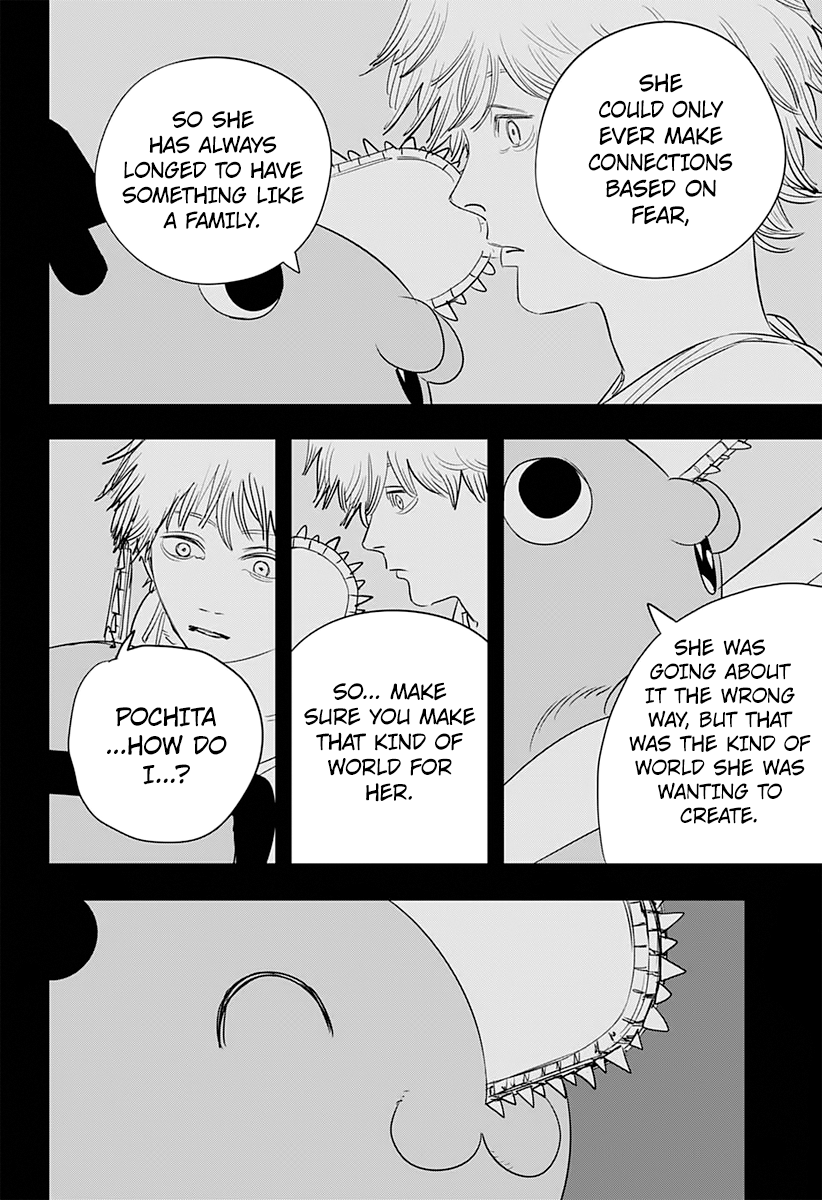 SHE
COULD ONLY
EVER MAKE
CONNECTIONS
BASED ON
FEAR,
SO SHE
HAS ALWAYS
LONGED TO HAVE
SOMETHING LIKE
A FAMILY.
SHE WAS
GOING ABOUT
IT THE WRONG
WAY, BUT THAT
WAS THE KIND OF
WORLD SHE WAS
WANTING TO
CREATE.
SO... MAKE
SURE YOU MAKE
THAT KIND OF
WORLD FOR
HER.
POCHITA
...HOW DO
I...?